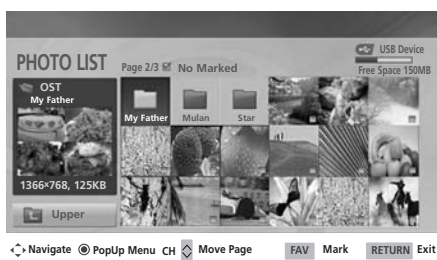 USB Device
PHOTO LIST
Page 2/3
No Marked
Free Space 150MB
OST
My Father
My Father
Mulan
Star
1366×768, 125KB
Upper
Navigate
PopUp Menu
CH
Move Page
FAV
Mark
RETURN
Exit